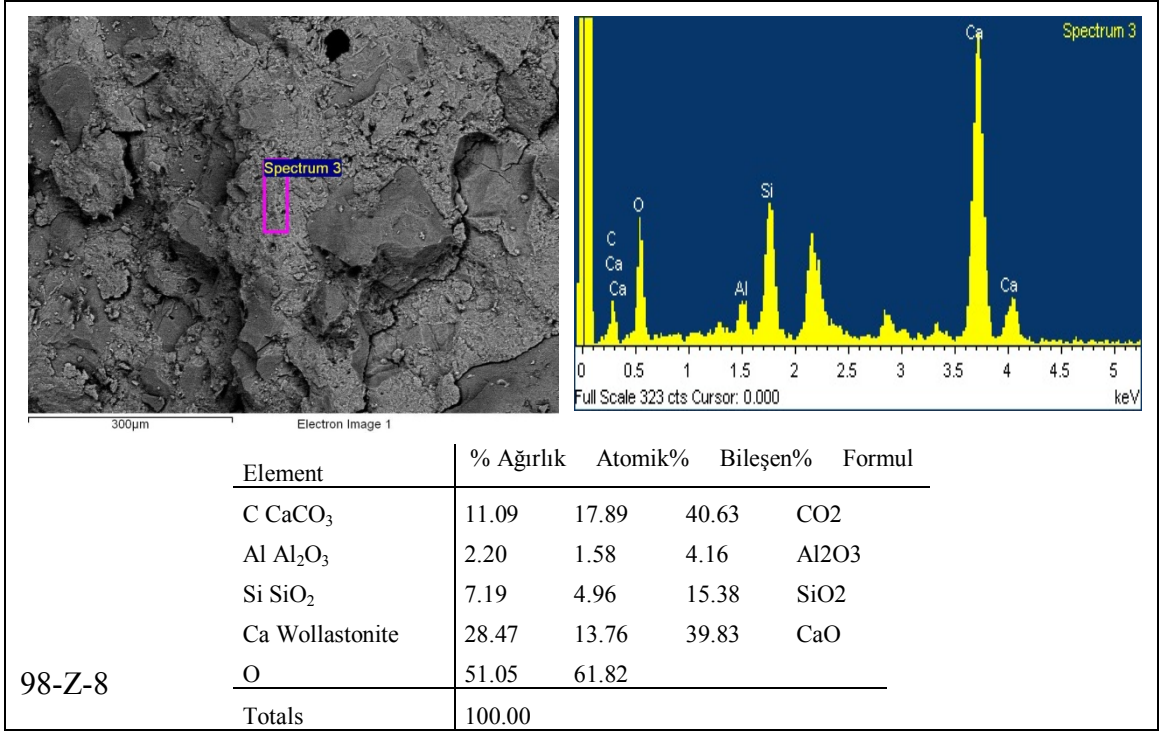 Spectrum 3
300µm
Electron Image 1
Spectrum 3
Ca
Si
O
C
Ca
Ca
Al
Ca
0 0.5 1 1.5 2 2.5 3 3.5 4 4.5 5
Full Scale 323 cts Cursor: 0.000 keV
Element % Ağırlık Atomik% Bileşen% Formul
C CaCO₃ 11.09 17.89 40.63 CO2
Al Al₂O₃ 2.20 1.58 4.16 Al2O3
Si SiO₂ 7.19 4.96 15.38 SiO2
Ca Wollastonite 28.47 13.76 39.83 CaO
O 51.05 61.82
98-Z-8
Totals 100.00